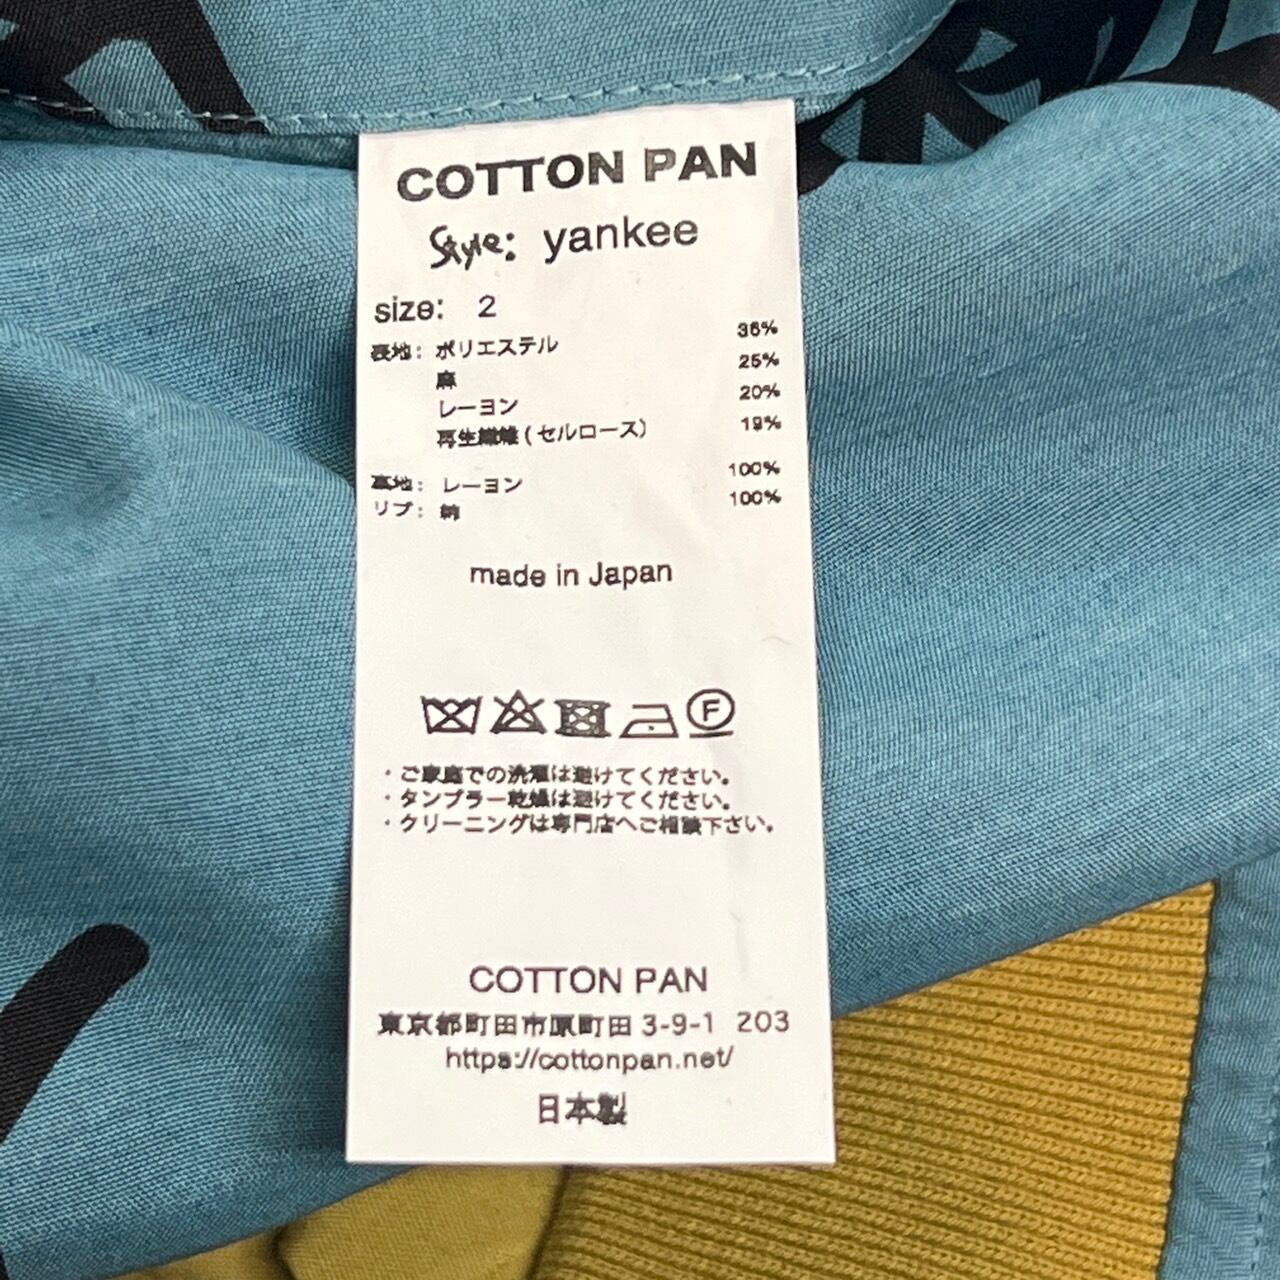 COTTON PAN
Style: yankee
size: 2
表地: ポリエステル 36%
麻 25%
レーヨン 20%
再生繊維 (セルロース) 19%
裏地: レーヨン 100%
リブ: 綿 100%
made in Japan
F
・ご家庭での洗濯は避けてください。
・タンブラー乾燥は避けてください。
・クリーニングは専門店へご相談下さい。
COTTON PAN
東京都町田市原町田 3-9-1 203
https://cottonpan.net/
日本製